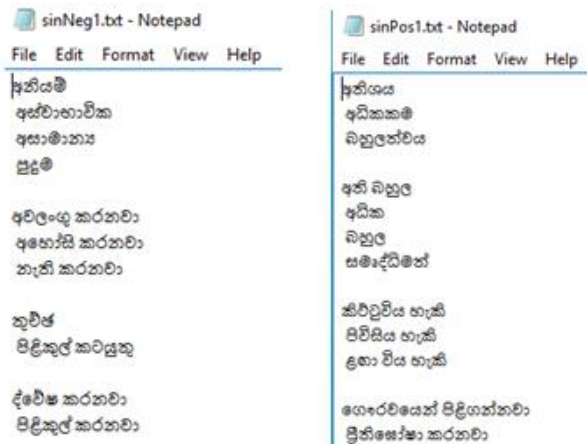 sinNeg1.txt - Notepad
File Edit Format View Help
අනියම්
අස්වාභාවික
අසාමාන්‍ය
පුදුම
අවලංගු කරනවා
අහෝසි කරනවා
නැති කරනවා
තුච්ඡ
පිළිකුල් කටයුතු
ද්වේෂ කරනවා
පිළිකුල් කරනවා
sinPos1.txt - Notepad
File Edit Format View Help
අතිශය
අධිකකම
බහුලත්වය
අති බහුල
අධික
බහුල
සමෘද්ධිමත්
කිට්ටුවිය හැකි
පිවිසිය හැකි
ළඟා විය හැකි
ගෞරවයෙන් පිළිගන්නවා
ප්‍රීතිඝෝෂා කරනවා